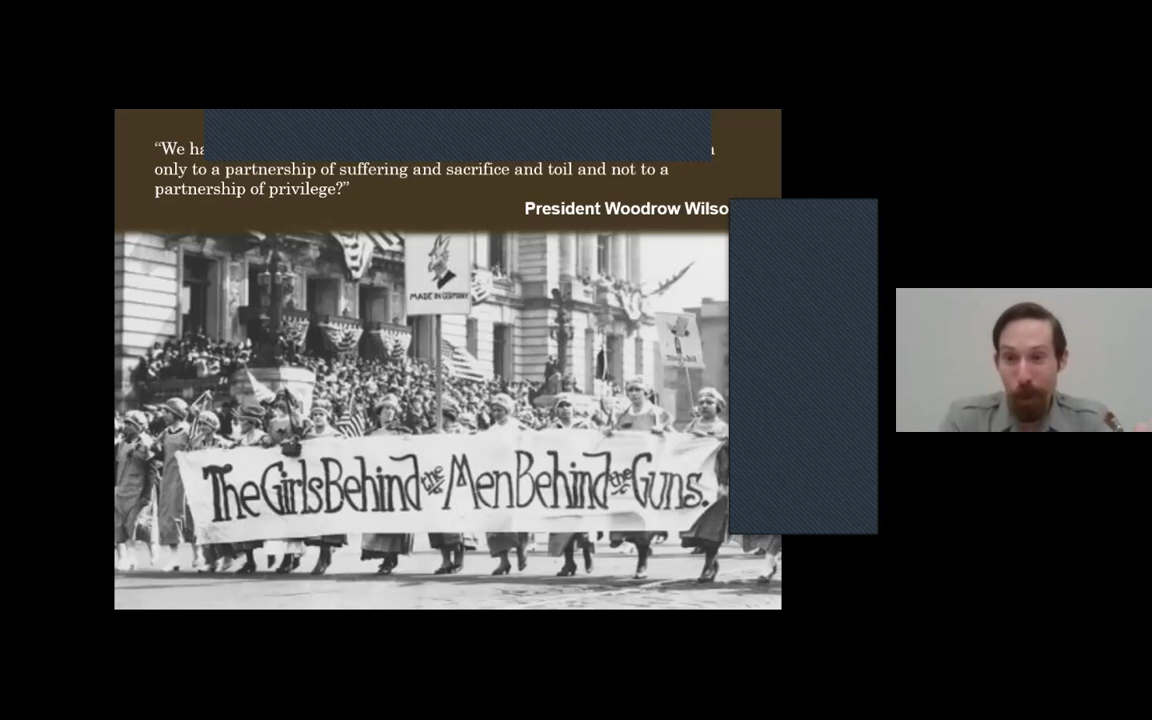 “We ha
only to a partnership of suffering and sacrifice and toil and not to a
partnership of privilege?”
President Woodrow Wilso
MADE IN GERMANY
The Girls Behind the Men Behind the Guns.